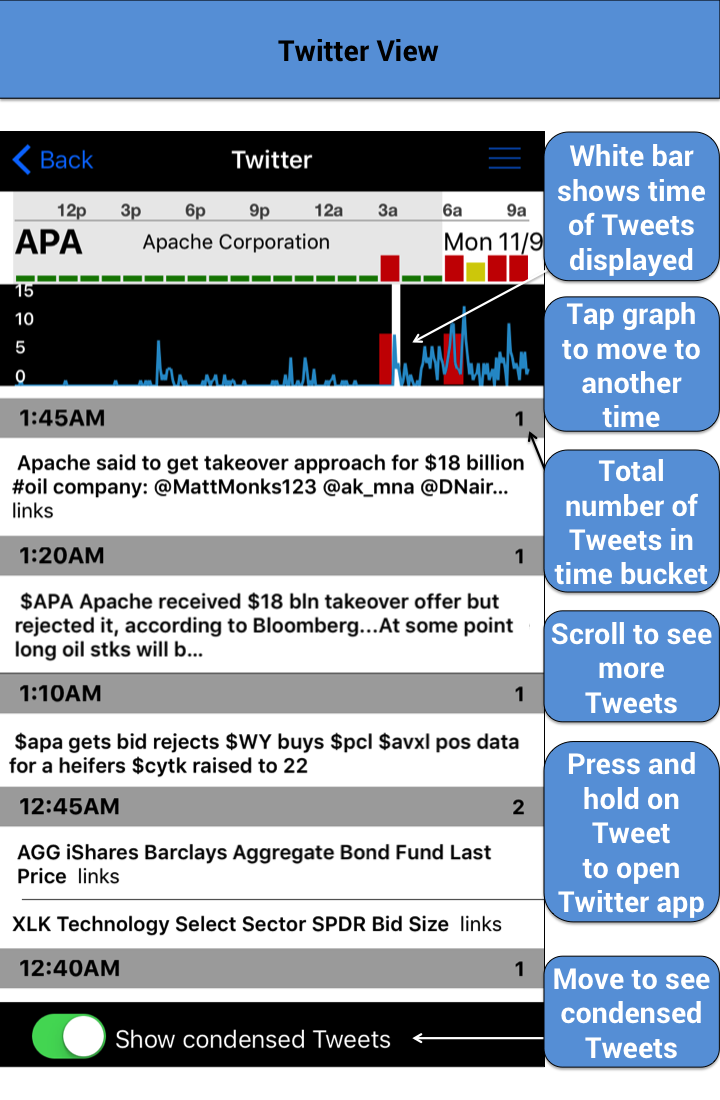 Twitter View
Back
Twitter
12p 3p 6p 9p 12a 3a 6a 9a
APA Apache Corporation Mon 11/9
15
10
5
0
1:45AM 1
Apache said to get takeover approach for $18 billion
#oil company: @MattMonks123 @ak_mna @DNair...
links
1:20AM 1
$APA Apache received $18 bln takeover offer but
rejected it, according to Bloomberg...At some point
long oil stks will b...
1:10AM 1
$apa gets bid rejects $WY buys $pcl $avxl pos data
for a heifers $cytk raised to 22
12:45AM 2
AGG iShares Barclays Aggregate Bond Fund Last
Price links
XLK Technology Select Sector SPDR Bid Size links
12:40AM 1
Show condensed Tweets
White bar
shows time
of Tweets
displayed
Tap graph
to move to
another
time
Total
number of
Tweets in
time bucket
Scroll to see
more
Tweets
Press and
hold on
Tweet
to open
Twitter app
Move to see
condensed
Tweets